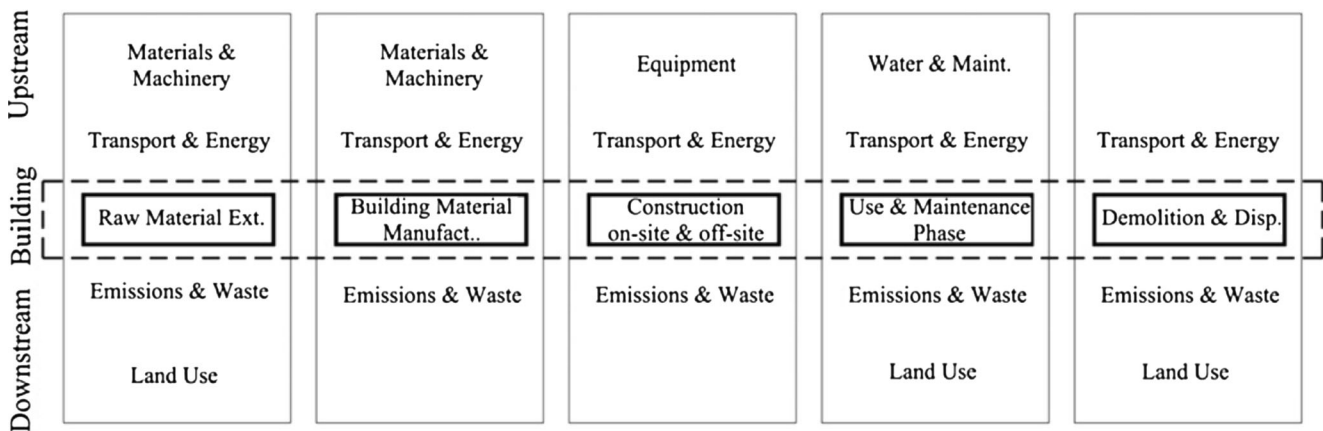 Upstream
Materials &
Machinery
Materials &
Machinery
Equipment
Water & Maint.
Transport & Energy
Transport & Energy
Transport & Energy
Transport & Energy
Transport & Energy
Building
Raw Material Ext.
Building Material
Manufact..
Construction
on-site & off-site
Use & Maintenance
Phase
Demolition & Disp.
Downstream
Emissions & Waste
Emissions & Waste
Emissions & Waste
Emissions & Waste
Emissions & Waste
Land Use
Land Use
Land Use